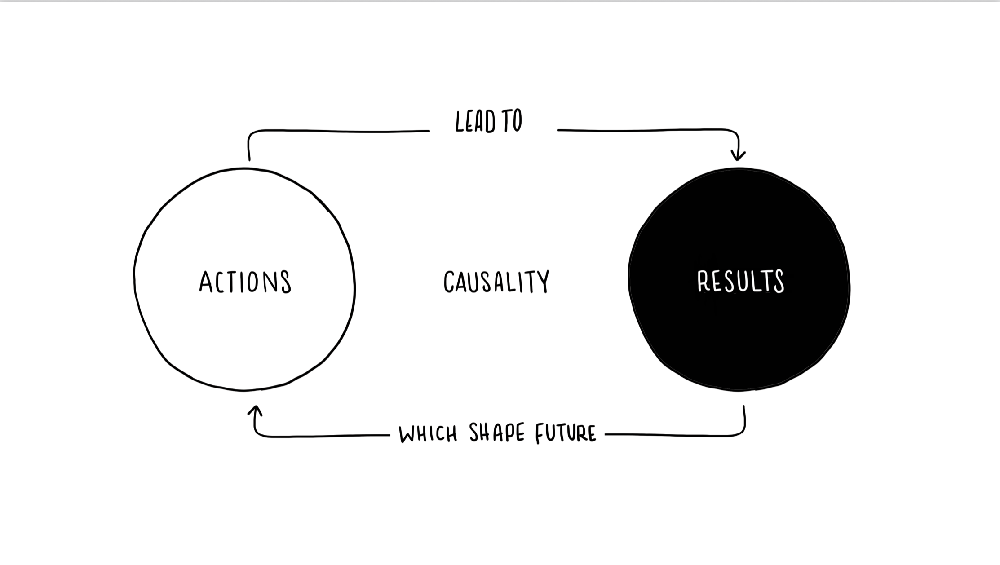 LEAD TO
ACTIONS
CAUSALITY
RESULTS
WHICH SHAPE FUTURE